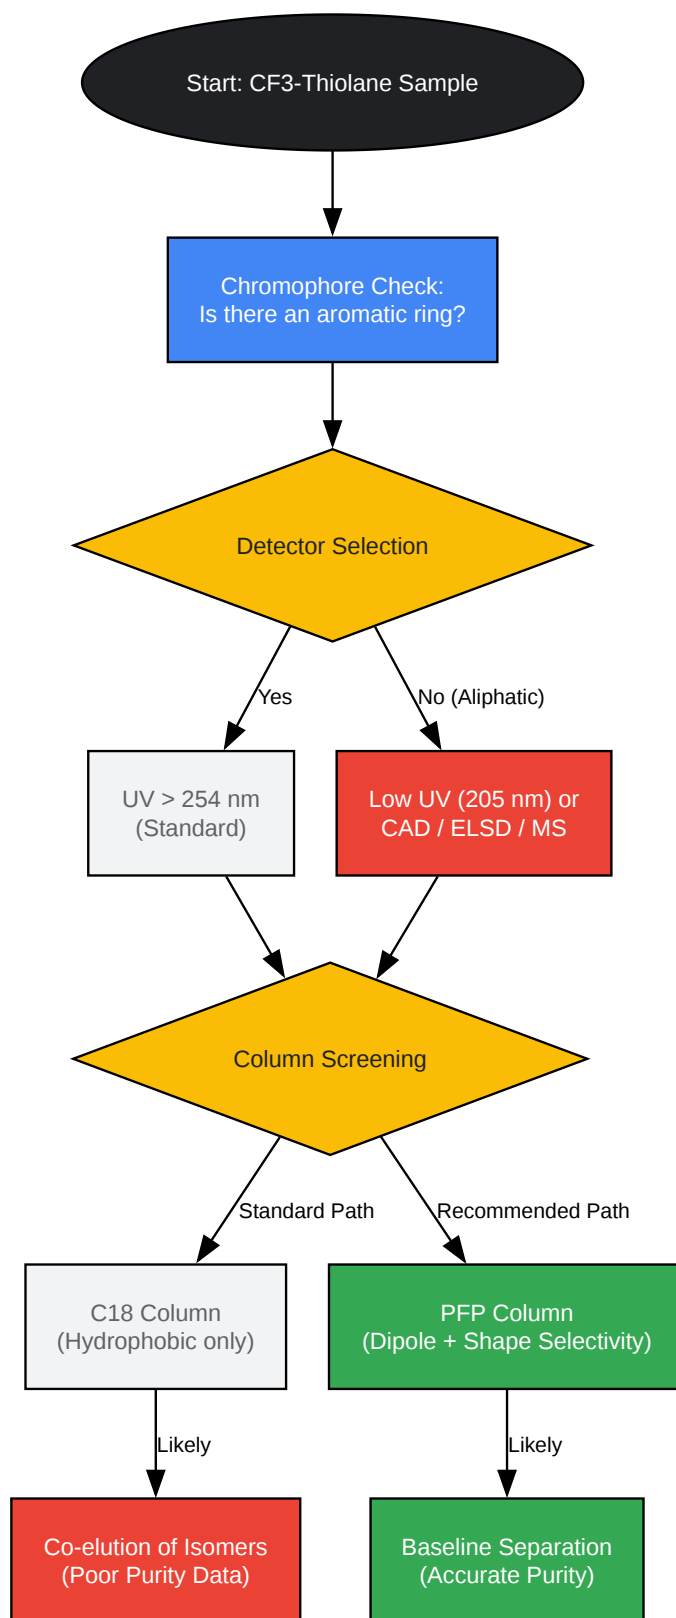 Start: CF3-Thiolane Sample
Chromophore Check:
Is there an aromatic ring?
Detector Selection
Yes
No (Aliphatic)
UV > 254 nm
(Standard)
Low UV (205 nm) or
CAD / ELSD / MS
Column Screening
Standard Path
Recommended Path
C18 Column
(Hydrophobic only)
PFP Column
(Dipole + Shape Selectivity)
Likely
Likely
Co-elution of Isomers
(Poor Purity Data)
Baseline Separation
(Accurate Purity)